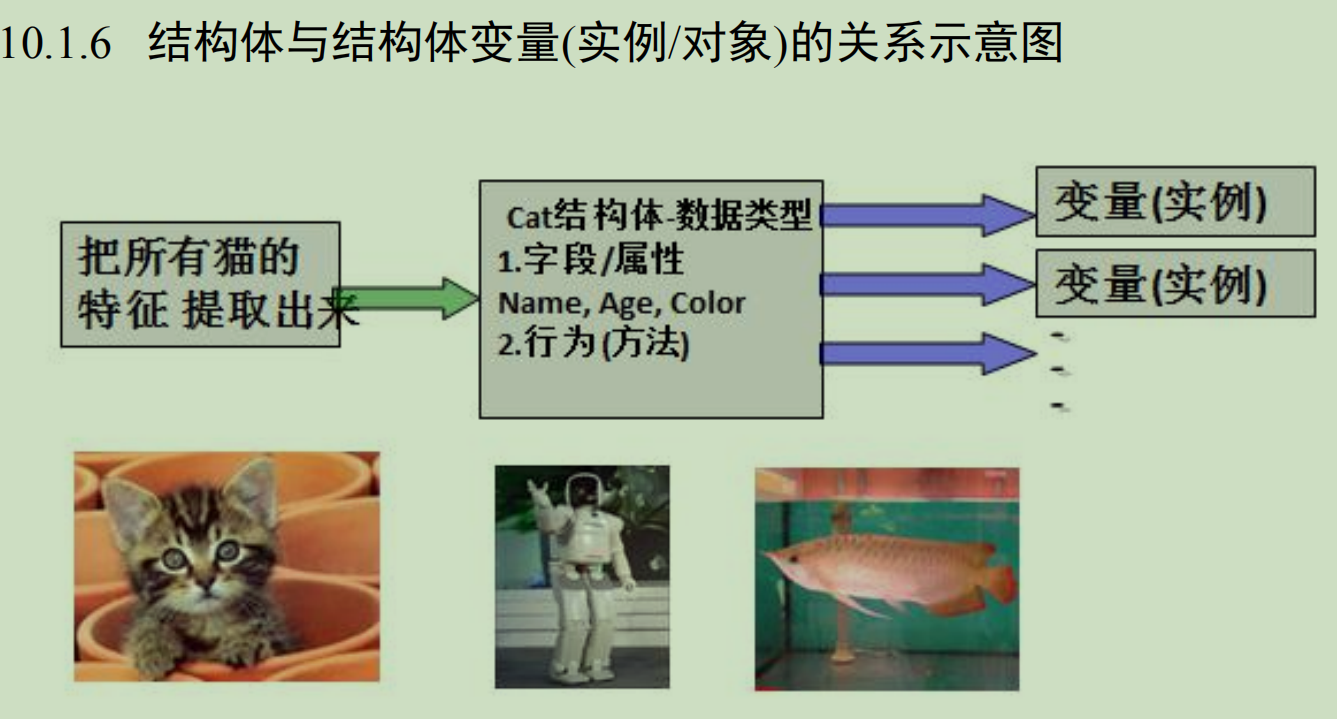 10.1.6 结构体与结构体变量(实例/对象)的关系示意图
把所有猫的
特征 提取出来
Cat结构体-数据类型
1.字段/属性
Name, Age, Color
2.行为(方法)
变量(实例)
变量(实例)